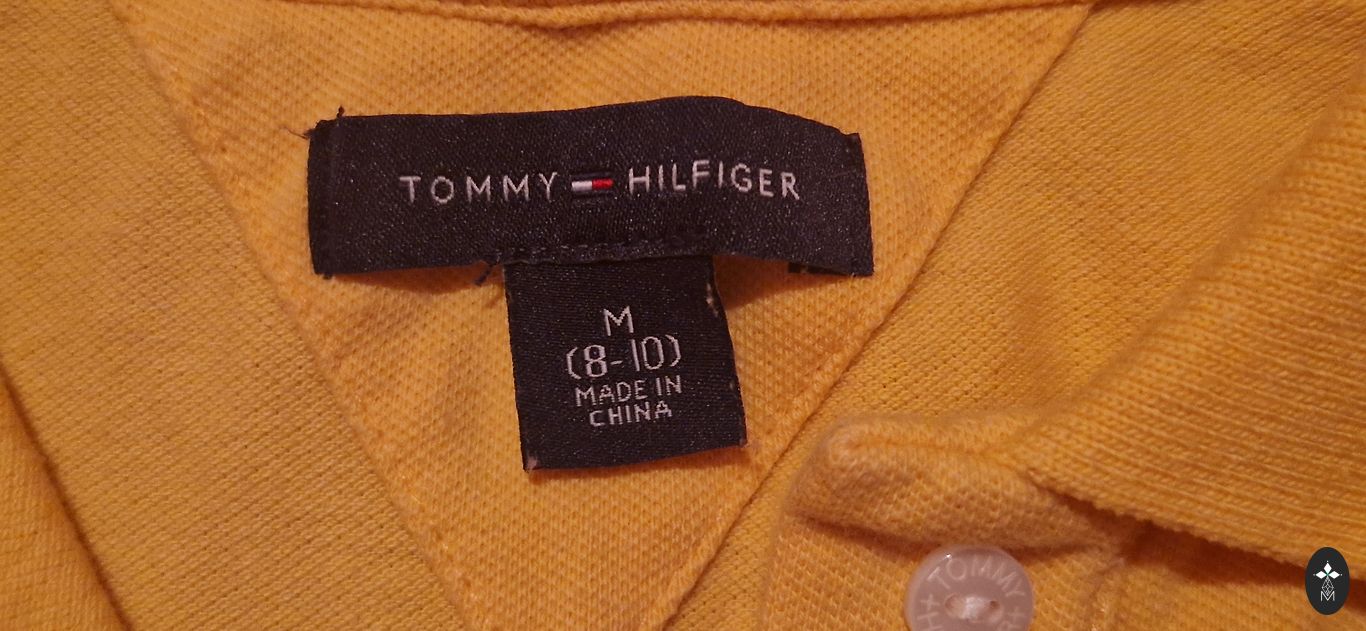 TOMMY HILFIGER
M
(8-10)
MADE IN
CHINA
TOMMY
M